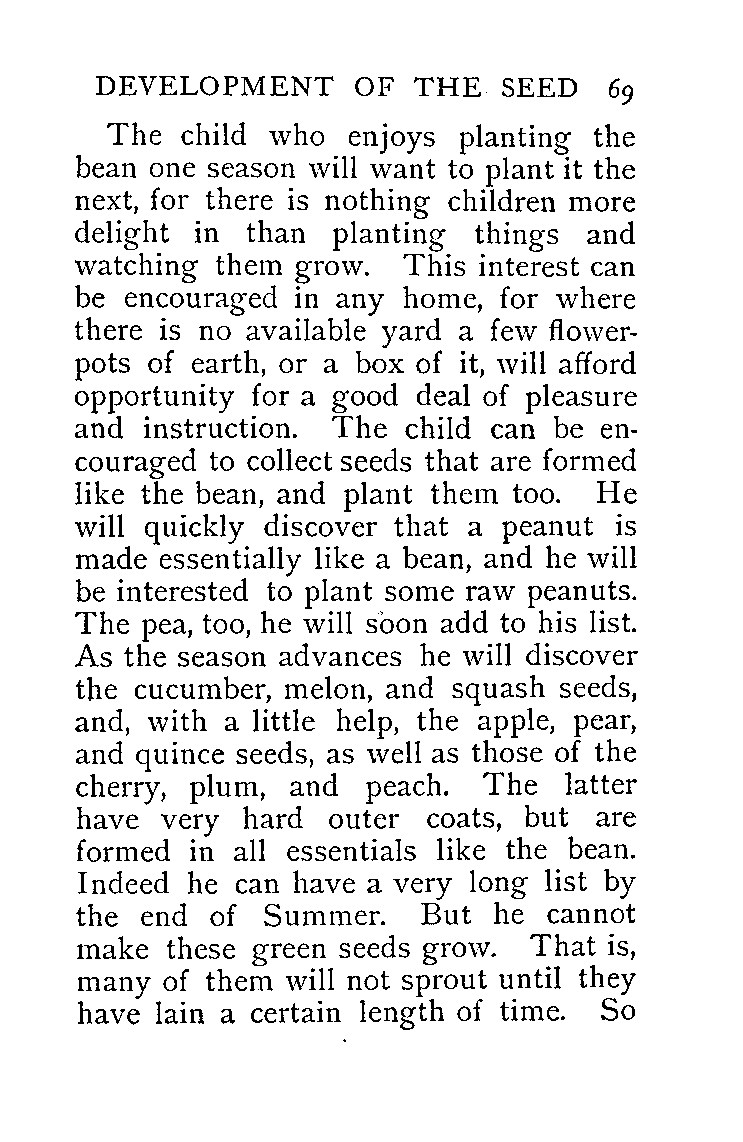 DEVELOPMENT OF THE SEED 69
The child who enjoys planting the
bean one season will want to plant it the
next, for there is nothing children more
delight in than planting things and
watching them grow. This interest can
be encouraged in any home, for where
there is no available yard a few flower-
pots of earth, or a box of it, will afford
opportunity for a good deal of pleasure
and instruction. The child can be en-
couraged to collect seeds that are formed
like the bean, and plant them too. He
will quickly discover that a peanut is
made essentially like a bean, and he will
be interested to plant some raw peanuts.
The pea, too, he will soon add to his list.
As the season advances he will discover
the cucumber, melon, and squash seeds,
and, with a little help, the apple, pear,
and quince seeds, as well as those of the
cherry, plum, and peach. The latter
have very hard outer coats, but are
formed in all essentials like the bean.
Indeed he can have a very long list by
the end of Summer. But he cannot
make these green seeds grow. That is,
many of them will not sprout until they
have lain a certain length of time. So